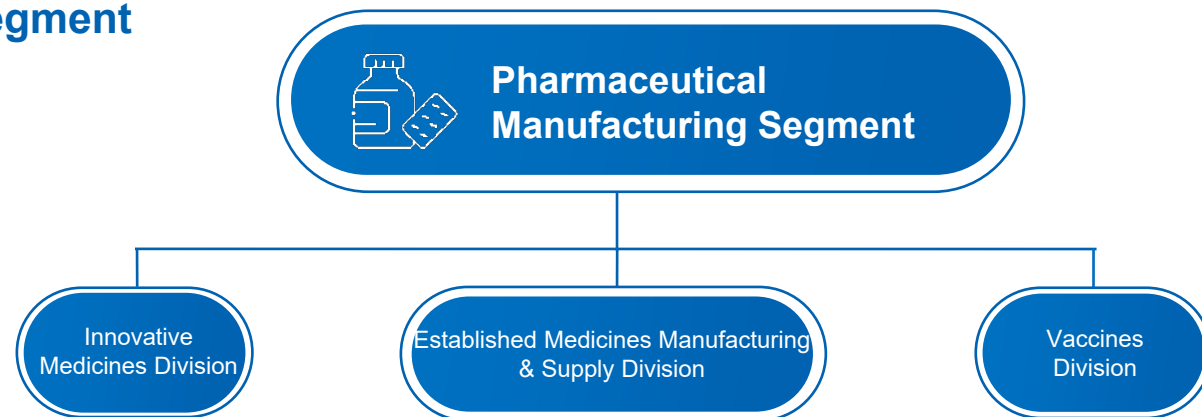 egment
Pharmaceutical
Manufacturing Segment
Innovative
Medicines Division
Established Medicines Manufacturing
& Supply Division
Vaccines
Division